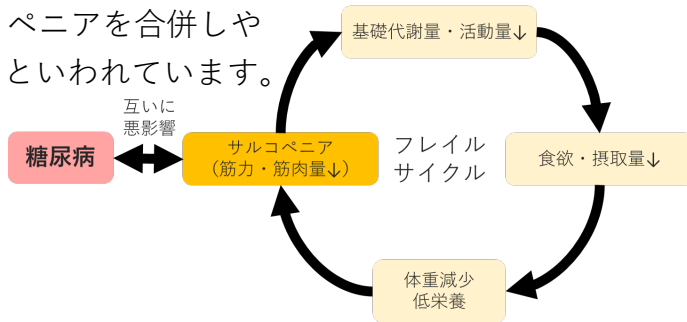 ペニアを合併しや
といわれています。
基礎代謝量・活動量↓
互いに
悪影響
糖尿病
サルコペニア
（筋力・筋肉量↓）
フレイル
サイクル
食欲・摂取量↓
体重減少
低栄養